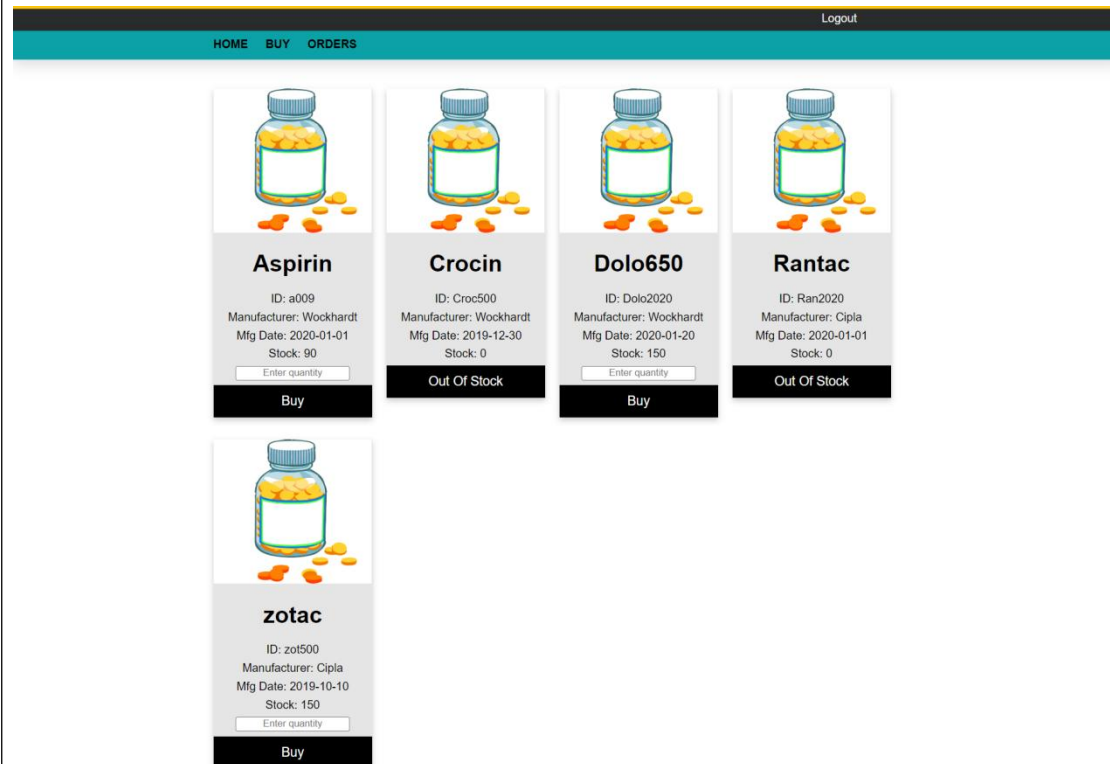 Logout
HOME BUY ORDERS
Aspirin
ID: a009
Manufacturer: Wockhardt
Mfg Date: 2020-01-01
Stock: 90
Enter quantity
Buy
Crocin
ID: Croc500
Manufacturer: Wockhardt
Mfg Date: 2019-12-30
Stock: 0
Out Of Stock
Dolo650
ID: Dolo2020
Manufacturer: Wockhardt
Mfg Date: 2020-01-20
Stock: 150
Enter quantity
Buy
Rantac
ID: Ran2020
Manufacturer: Cipla
Mfg Date: 2020-01-01
Stock: 0
Out Of Stock
zotac
ID: zot500
Manufacturer: Cipla
Mfg Date: 2019-10-10
Stock: 150
Enter quantity
Buy